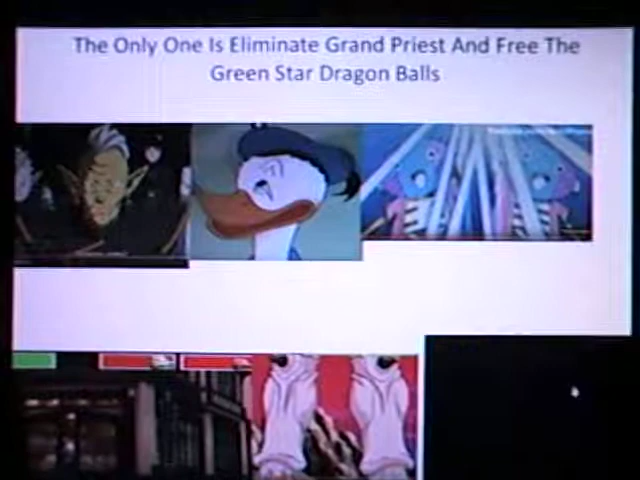 The Only One Is Eliminate Grand Priest And Free The
Green Star Dragon Balls